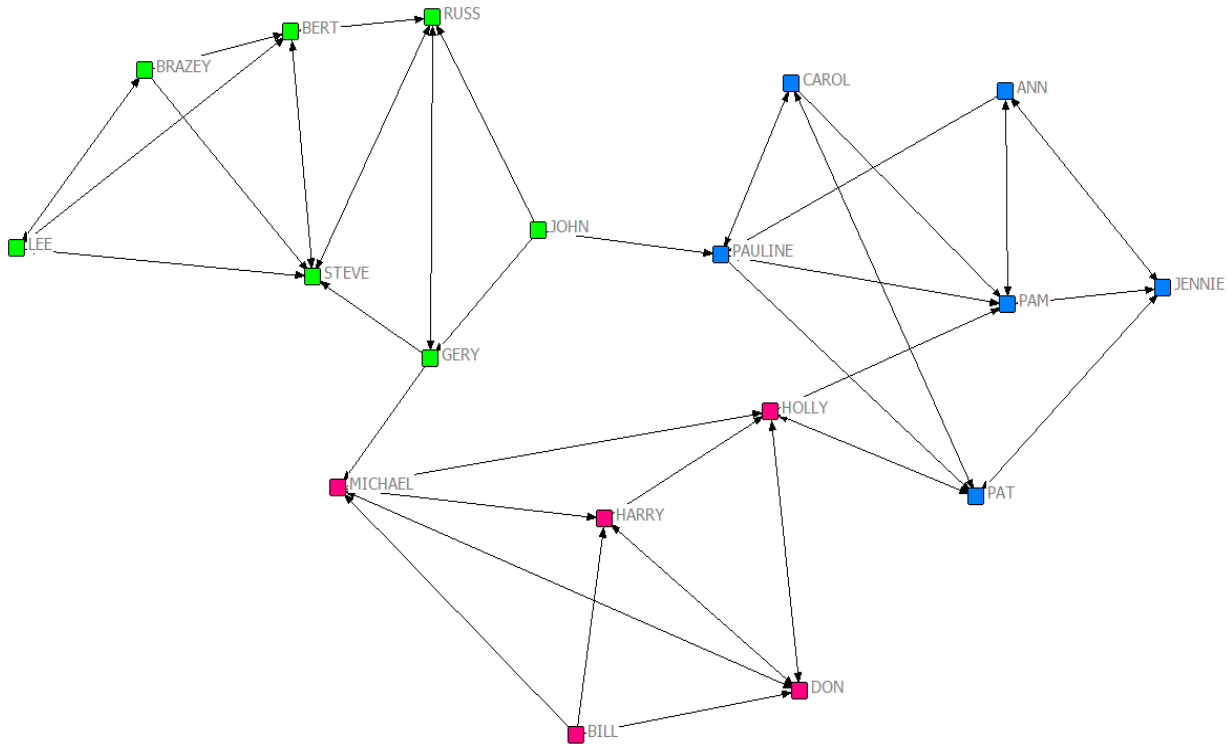 RUSS
BERT
BRAZEY
CAROL
ANN
JOHN
LEE
PAULINE
STEVE
JENNIE
PAM
GERY
HOLLY
MICHAEL
PAT
HARRY
DON
BILL